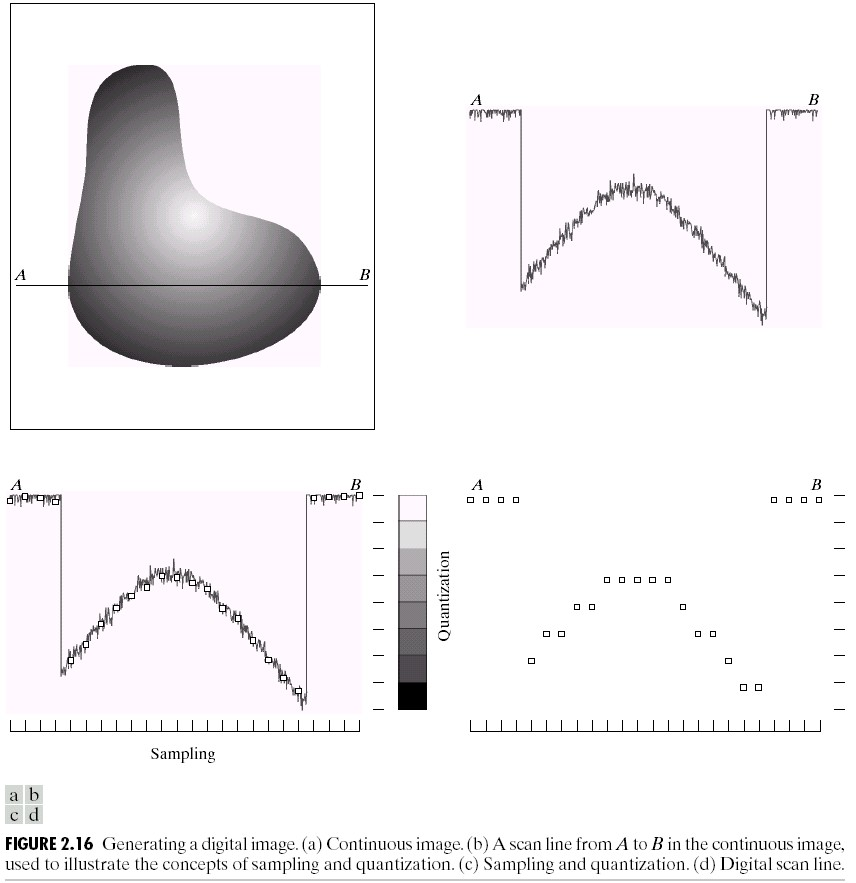 A B
A B
A B
Quantization
Sampling
A B
a b
c d
FIGURE 2.16 Generating a digital image. (a) Continuous image. (b) A scan line from A to B in the continuous image,
used to illustrate the concepts of sampling and quantization. (c) Sampling and quantization. (d) Digital scan line.